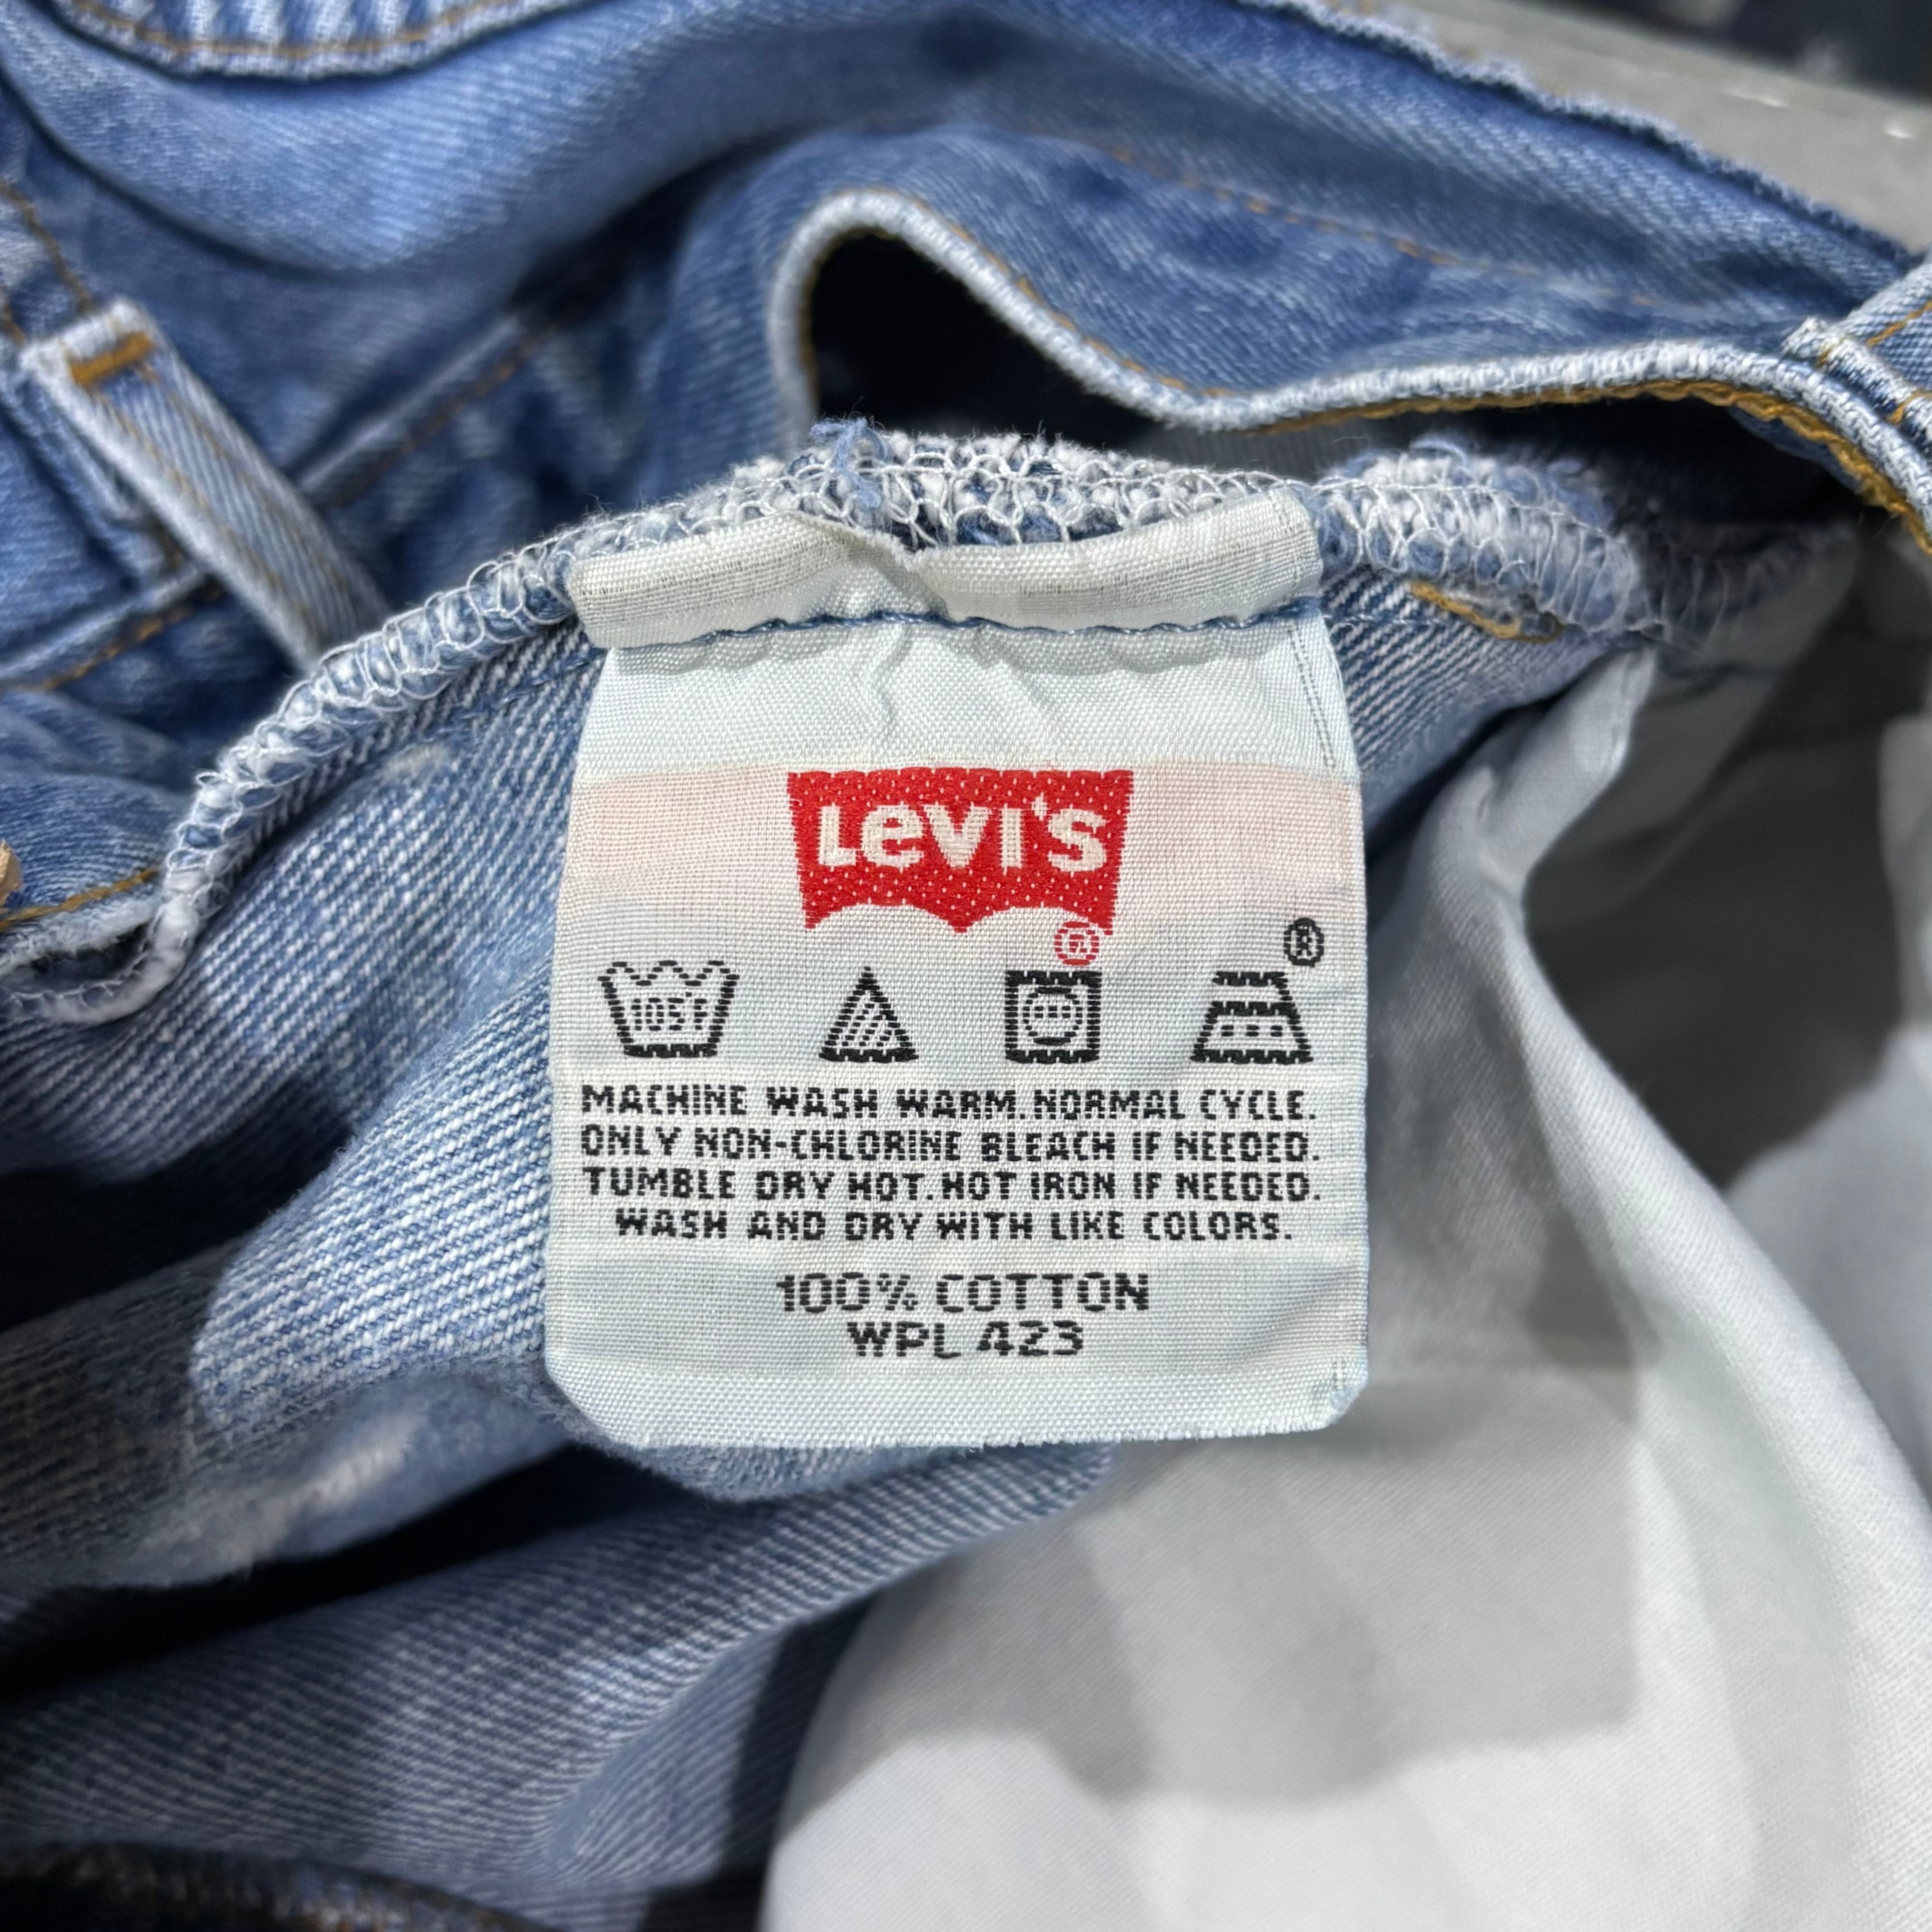 Levi's
®
®
105°F
MACHINE WASH WARM. NORMAL CYCLE.
ONLY NON-CHLORINE BLEACH IF NEEDED.
TUMBLE DRY HOT. HOT IRON IF NEEDED.
WASH AND DRY WITH LIKE COLORS.
100% COTTON
WPL 423